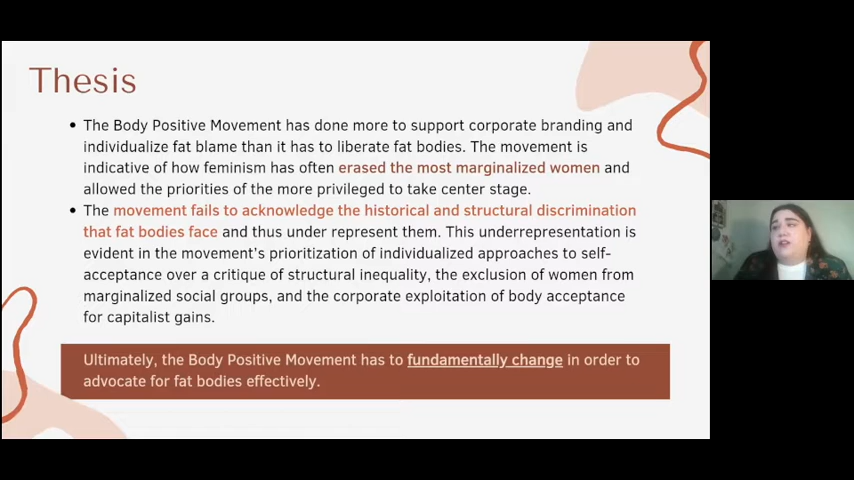 Thesis
• The Body Positive Movement has done more to support corporate branding and
individualize fat blame than it has to liberate fat bodies. The movement is
indicative of how feminism has often erased the most marginalized women and
allowed the priorities of the more privileged to take center stage.
• The movement fails to acknowledge the historical and structural discrimination
that fat bodies face and thus under represent them. This underrepresentation is
evident in the movement's prioritization of individualized approaches to self-
acceptance over a critique of structural inequality, the exclusion of women from
marginalized social groups, and the corporate exploitation of body acceptance
for capitalist gains.
Ultimately, the Body Positive Movement has to fundamentally change in order to
advocate for fat bodies effectively.